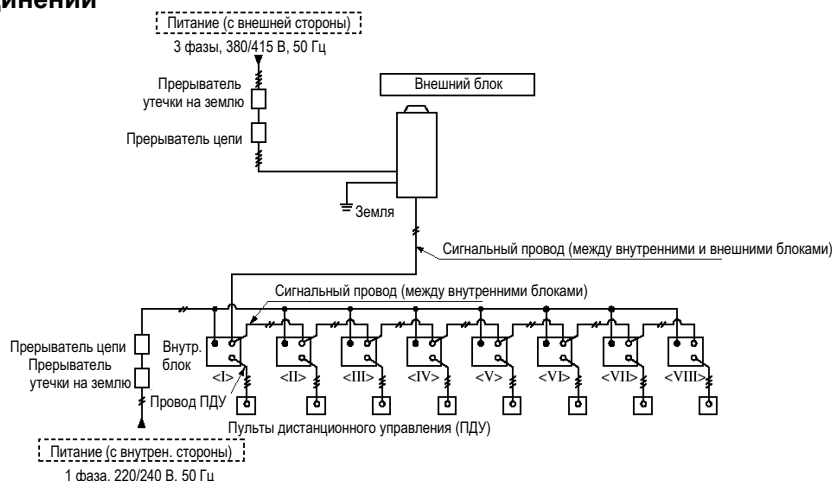 Питание (с внешней стороны)
3 фазы, 380/415 В, 50 Гц
Прерыватель
утечки на землю
Внешний блок
Прерыватель цепи
Земля
Сигнальный провод (между внутренними и внешними блоками)
Сигнальный провод (между внутренними блоками)
Прерыватель цепи
Прерыватель
утечки на землю
Внутр.
блок
<I>
<II>
<III>
<IV>
<V>
<VI>
<VII>
<VIII>
Провод ПДУ
Пульты дистанционного управления (ПДУ)
Питание (с внутрен. стороны)
1 фаза, 220/240 В, 50 Гц